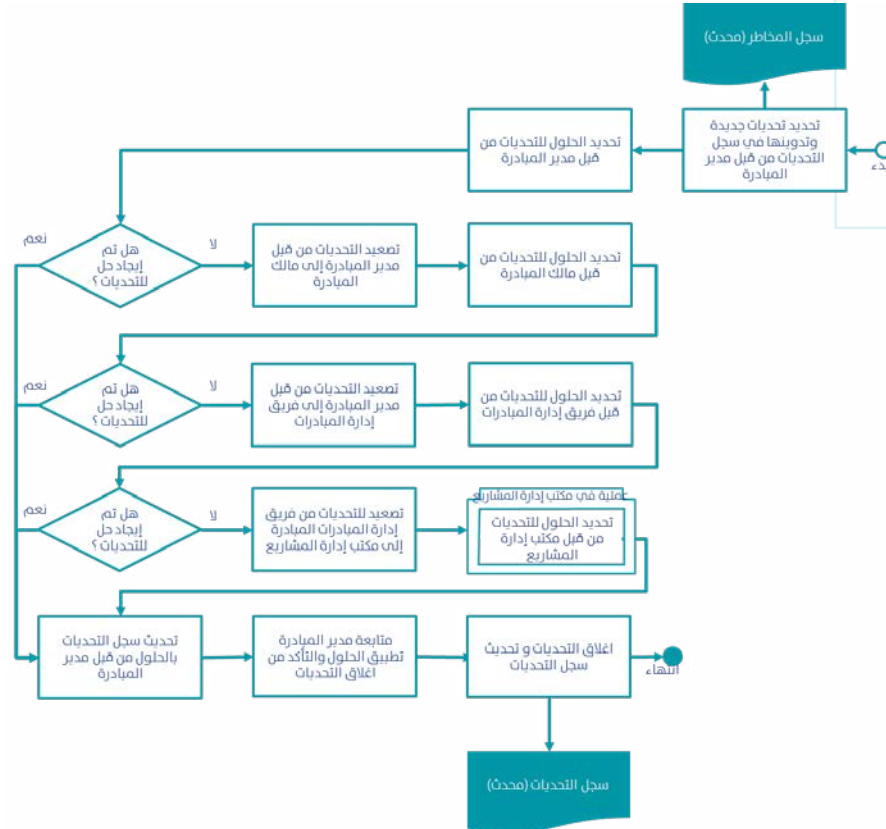 سجل المخاطر (محدث)
بدء
تحديد تحديات جديدة
وتدوينها في سجل
التحديات من قبل مدير
المبادرة
تحديد الحلول للتحديات من
قبل مدير المبادرة
نعم
هل تم
إيجاد حل
للتحديات ؟
لا
تصعيد التحديات من قبل
مدير المبادرة إلى مالك
المبادرة
تحديد الحلول للتحديات من
قبل مالك المبادرة
نعم
هل تم
إيجاد حل
للتحديات ؟
لا
تصعيد التحديات من قبل
مدير المبادرة إلى فريق
إدارة المبادرات
تحديد الحلول للتحديات من
قبل فريق إدارة المبادرات
نعم
هل تم
إيجاد حل
للتحديات ؟
لا
تصعيد للتحديات من فريق
إدارة المبادرات المبادرة
إلى مكتب إدارة المشاريع
عملية في مكتب إدارة المشاريع
تحديد الحلول للتحديات
من قبل مكتب إدارة
المشاريع
تحديث سجل التحديات
بالحلول من قبل مدير
المبادرة
متابعة مدير المبادرة
تطبيق الحلول والتأكد من
اغلاق التحديات
اغلاق التحديات و تحديث
سجل التحديات
انتهاء
سجل التحديات (محدث)